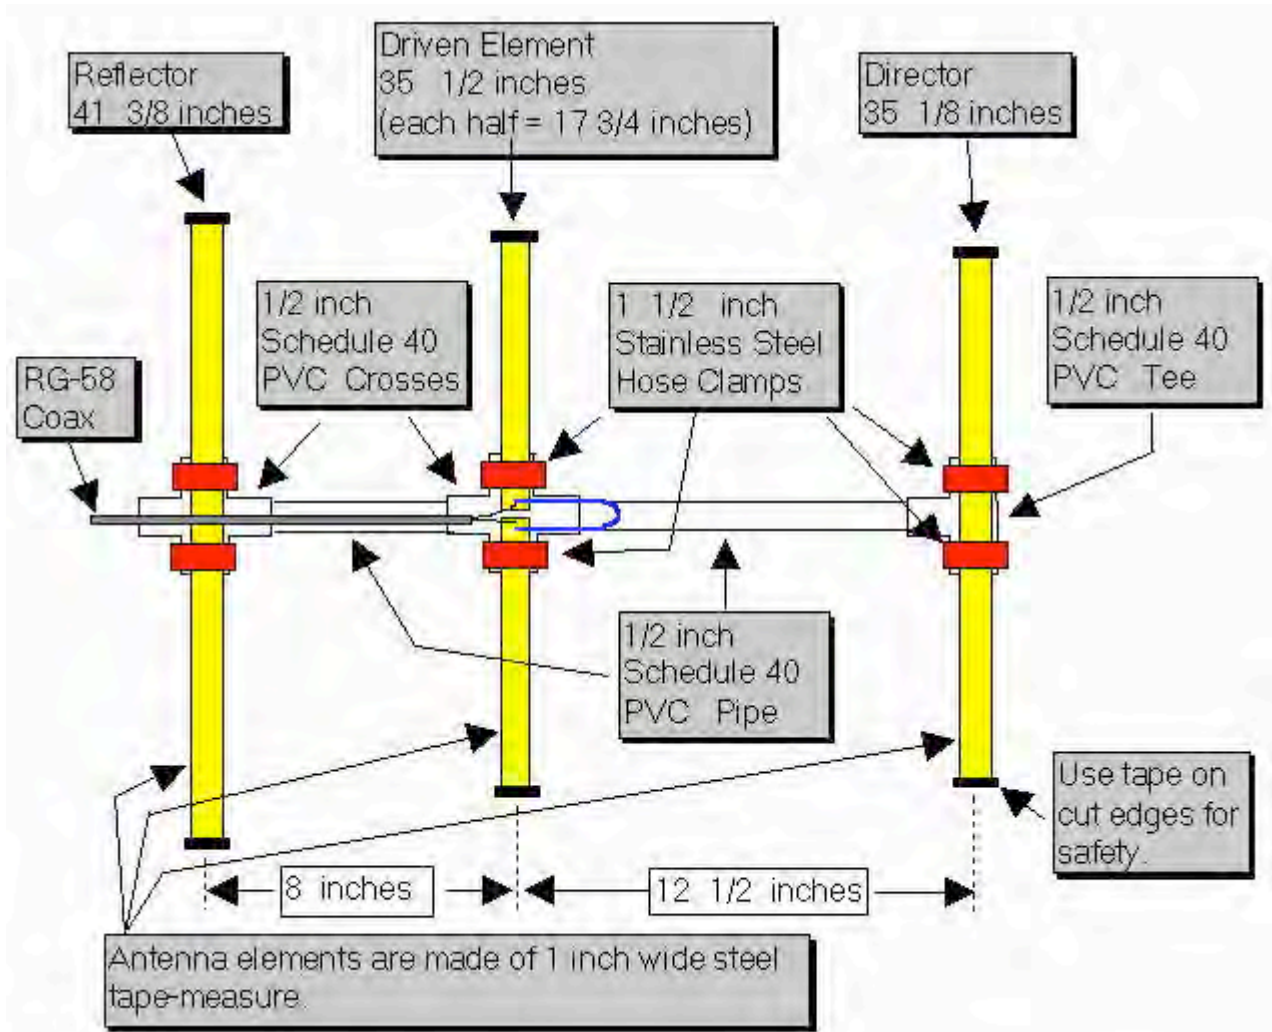 Reflector
41 3/8 inches
Driven Element
35 1/2 inches
(each half = 17 3/4 inches)
Director
35 1/8 inches
1/2 inch
Schedule 40
PVC Crosses
1 1/2 inch
Stainless Steel
Hose Clamps
1/2 inch
Schedule 40
PVC Tee
RG-58
Coax
1/2 inch
Schedule 40
PVC Pipe
Use tape on
cut edges for
safety.
8 inches
12 1/2 inches
Antenna elements are made of 1 inch wide steel
tape-measure.